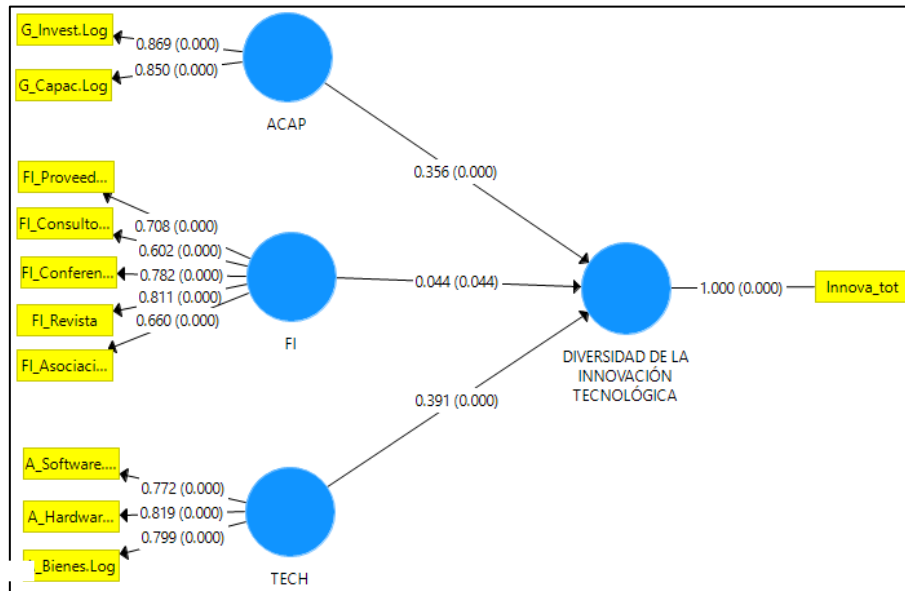 G_Invest.Log
0.869 (0.000)
0.850 (0.000)
G_Capac.Log
ACAP
0.356 (0.000)
FI_Proveed...
0.708 (0.000)
FI_Consulto...
0.602 (0.000)
FI_Conferen...
0.782 (0.000)
0.811 (0.000)
FI_Revista
0.660 (0.000)
FI_Asociaci...
FI
0.044 (0.044)
1.000 (0.000)
Innova_tot
DIVERSIDAD DE LA
INNOVACIÓN
TECNOLÓGICA
0.391 (0.000)
A_Software....
0.772 (0.000)
A_Hardwar...
0.819 (0.000)
0.799 (0.000)
_Bienes.Log
TECH